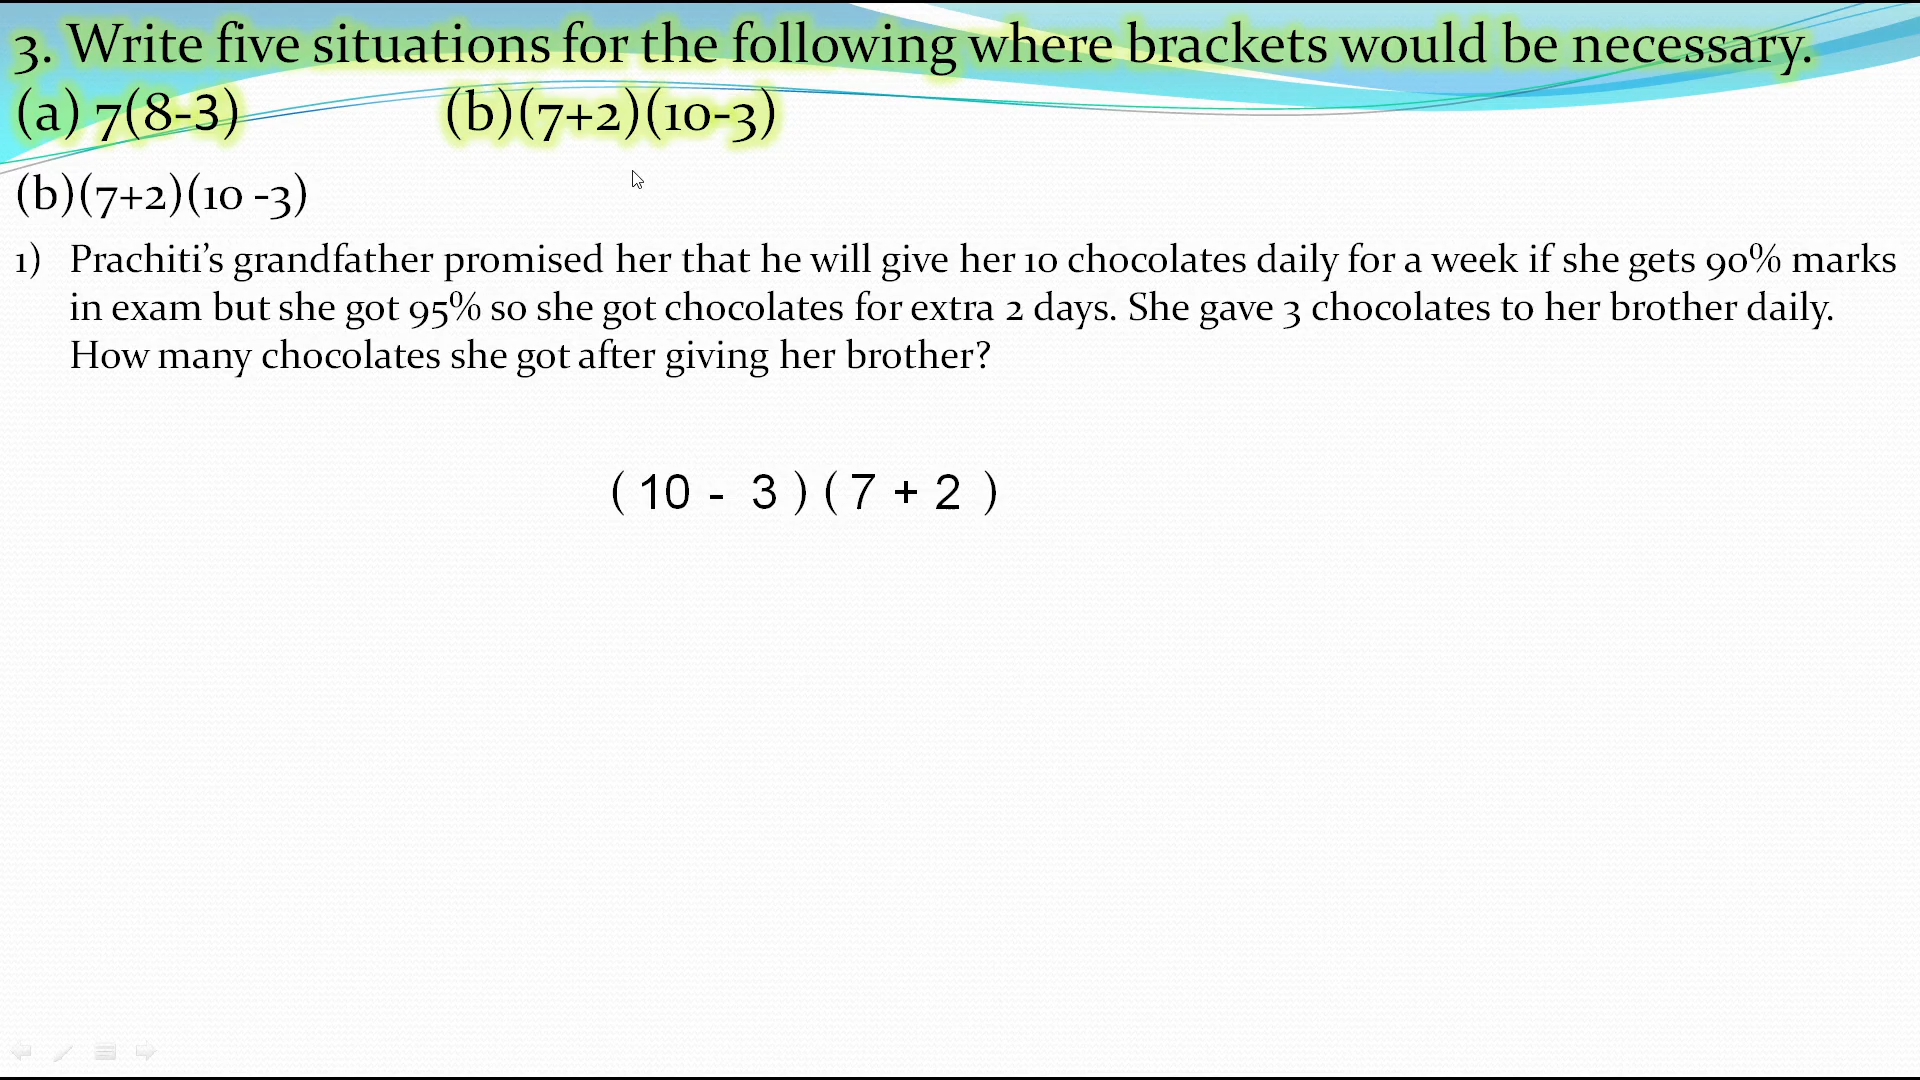 3. Write five situations for the following where brackets would be necessary.
(a) 7(8-3) (b)(7+2)(10-3)
(b)(7+2)(10 -3)
1) Prachiti’s grandfather promised her that he will give her 10 chocolates daily for a week if she gets 90% marks
in exam but she got 95% so she got chocolates for extra 2 days. She gave 3 chocolates to her brother daily.
How many chocolates she got after giving her brother?
( 10 - 3 ) ( 7 + 2 )